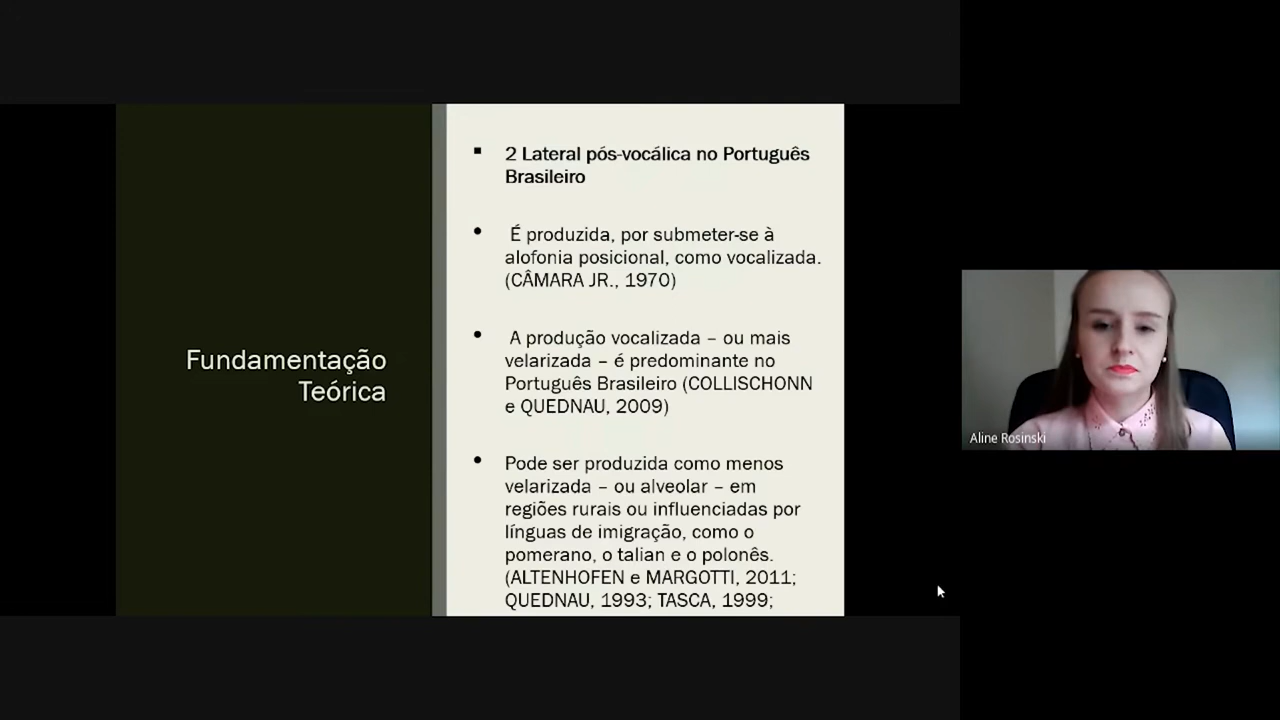 Fundamentação
Teórica
2 Lateral pós-vocálica no Português
Brasileiro
É produzida, por submeter-se à
alofonia posicional, como vocalizada.
(CÂMARA JR., 1970)
A produção vocalizada – ou mais
velarizada – é predominante no
Português Brasileiro (COLLISCHONN
e QUEDNAU, 2009)
Pode ser produzida como menos
velarizada – ou alveolar – em
regiões rurais ou influenciadas por
línguas de imigração, como o
pomerano, o talian e o polonês.
(ALTENHOFEN e MARGOTTI, 2011;
QUEDNAU, 1993; TASCA, 1999;
Aline Rosinski